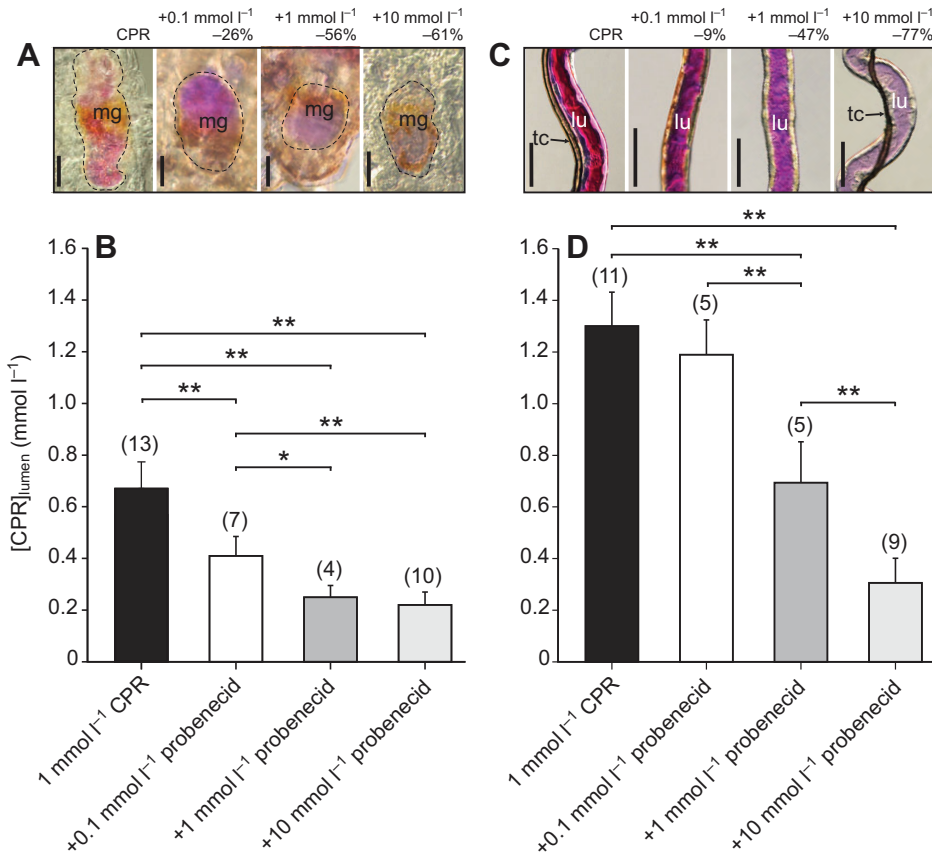 A
CPR +0.1 mmol l⁻¹ –26% +1 mmol l⁻¹ –56% +10 mmol l⁻¹ –61%
mg mg mg mg
C
CPR +0.1 mmol l⁻¹ –9% +1 mmol l⁻¹ –47% +10 mmol l⁻¹ –77%
lu lu lu lu
tc tc
B
[CPR]lumen (mmol l⁻¹)
1.6
1.4
1.2
1.0
0.8
0.6
0.4
0.2
0
**
**
**
**
*
(13) (7) (4) (10)
1 mmol l⁻¹ CPR
+0.1 mmol l⁻¹ probenecid
+1 mmol l⁻¹ probenecid
+10 mmol l⁻¹ probenecid
D
1.6
1.4
1.2
1.0
0.8
0.6
0.4
0.2
0
**
**
**
**
(11) (5) (5) (9)
1 mmol l⁻¹ CPR
+0.1 mmol l⁻¹ probenecid
+1 mmol l⁻¹ probenecid
+10 mmol l⁻¹ probenecid